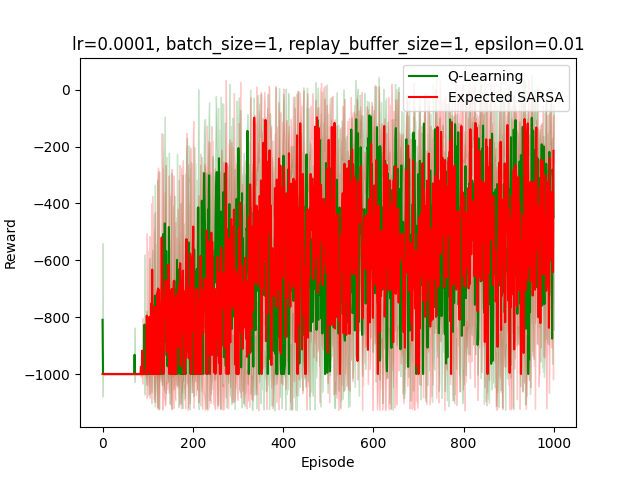 lr=0.0001, batch_size=1, replay_buffer_size=1, epsilon=0.01
Q-Learning
Expected SARSA
0
−200
−400
−600
−800
−1000
Reward
0
200
400
600
800
1000
Episode